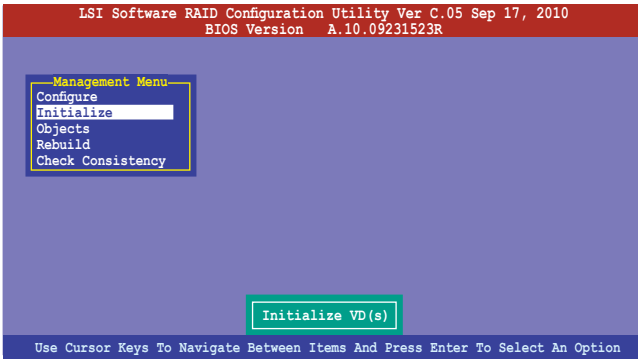 LSI Software RAID Configuration Utility Ver C.05 Sep 17, 2010
BIOS Version A.10.09231523R
Management Menu
Configure
Initialize
Objects
Rebuild
Check Consistency
Initialize VD(s)
Use Cursor Keys To Navigate Between Items And Press Enter To Select An Option